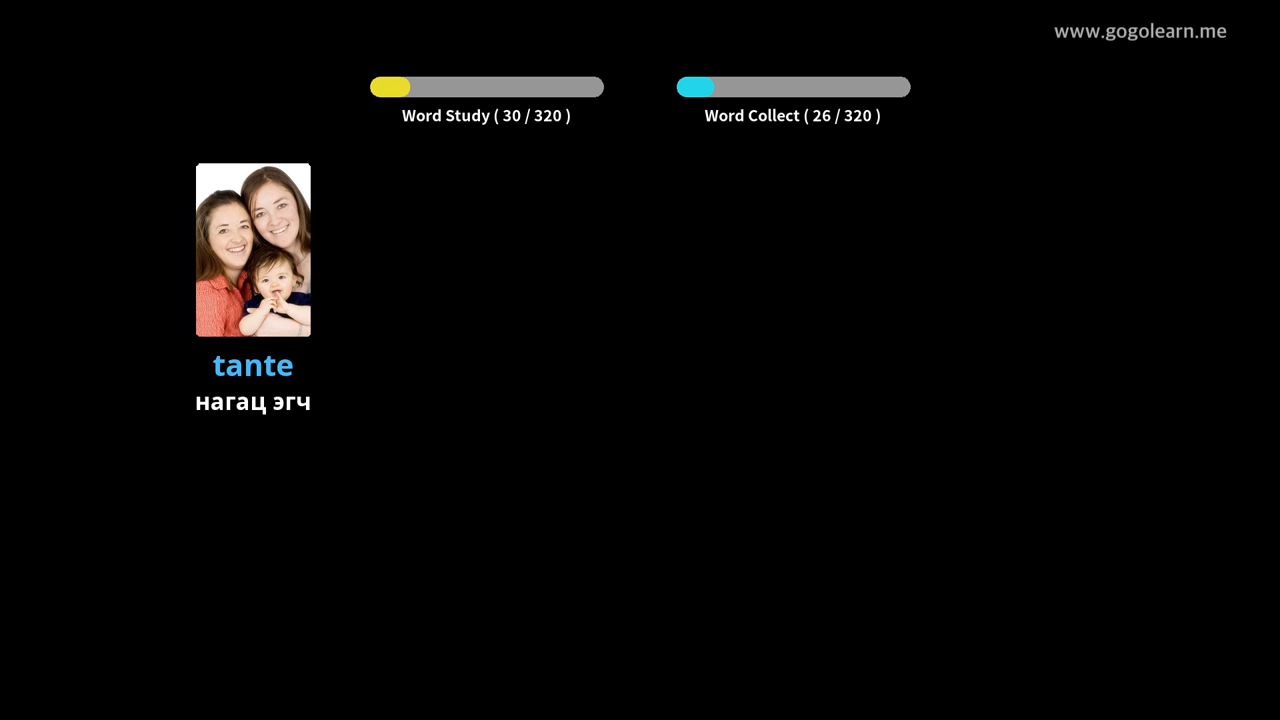 www.gogolearn.me
Word Study ( 30 / 320 )
Word Collect ( 26 / 320 )
tante
нагац эгч